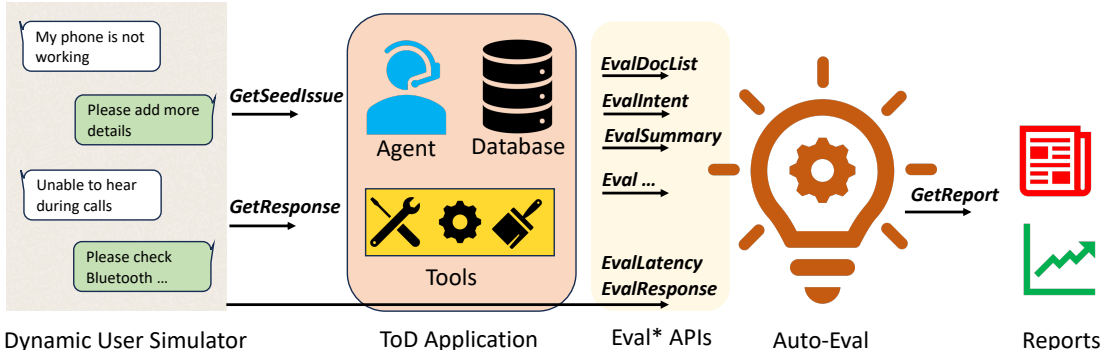 My phone is not
working
Please add more
details
Unable to hear
during calls
Please check
Bluetooth ...
GetSeedIssue
GetResponse
Agent
Database
Tools
EvalDocList
EvalIntent
EvalSummary
Eval ...
EvalLatency
EvalResponse
GetReport
Dynamic User Simulator
ToD Application
Eval* APIs
Auto-Eval
Reports